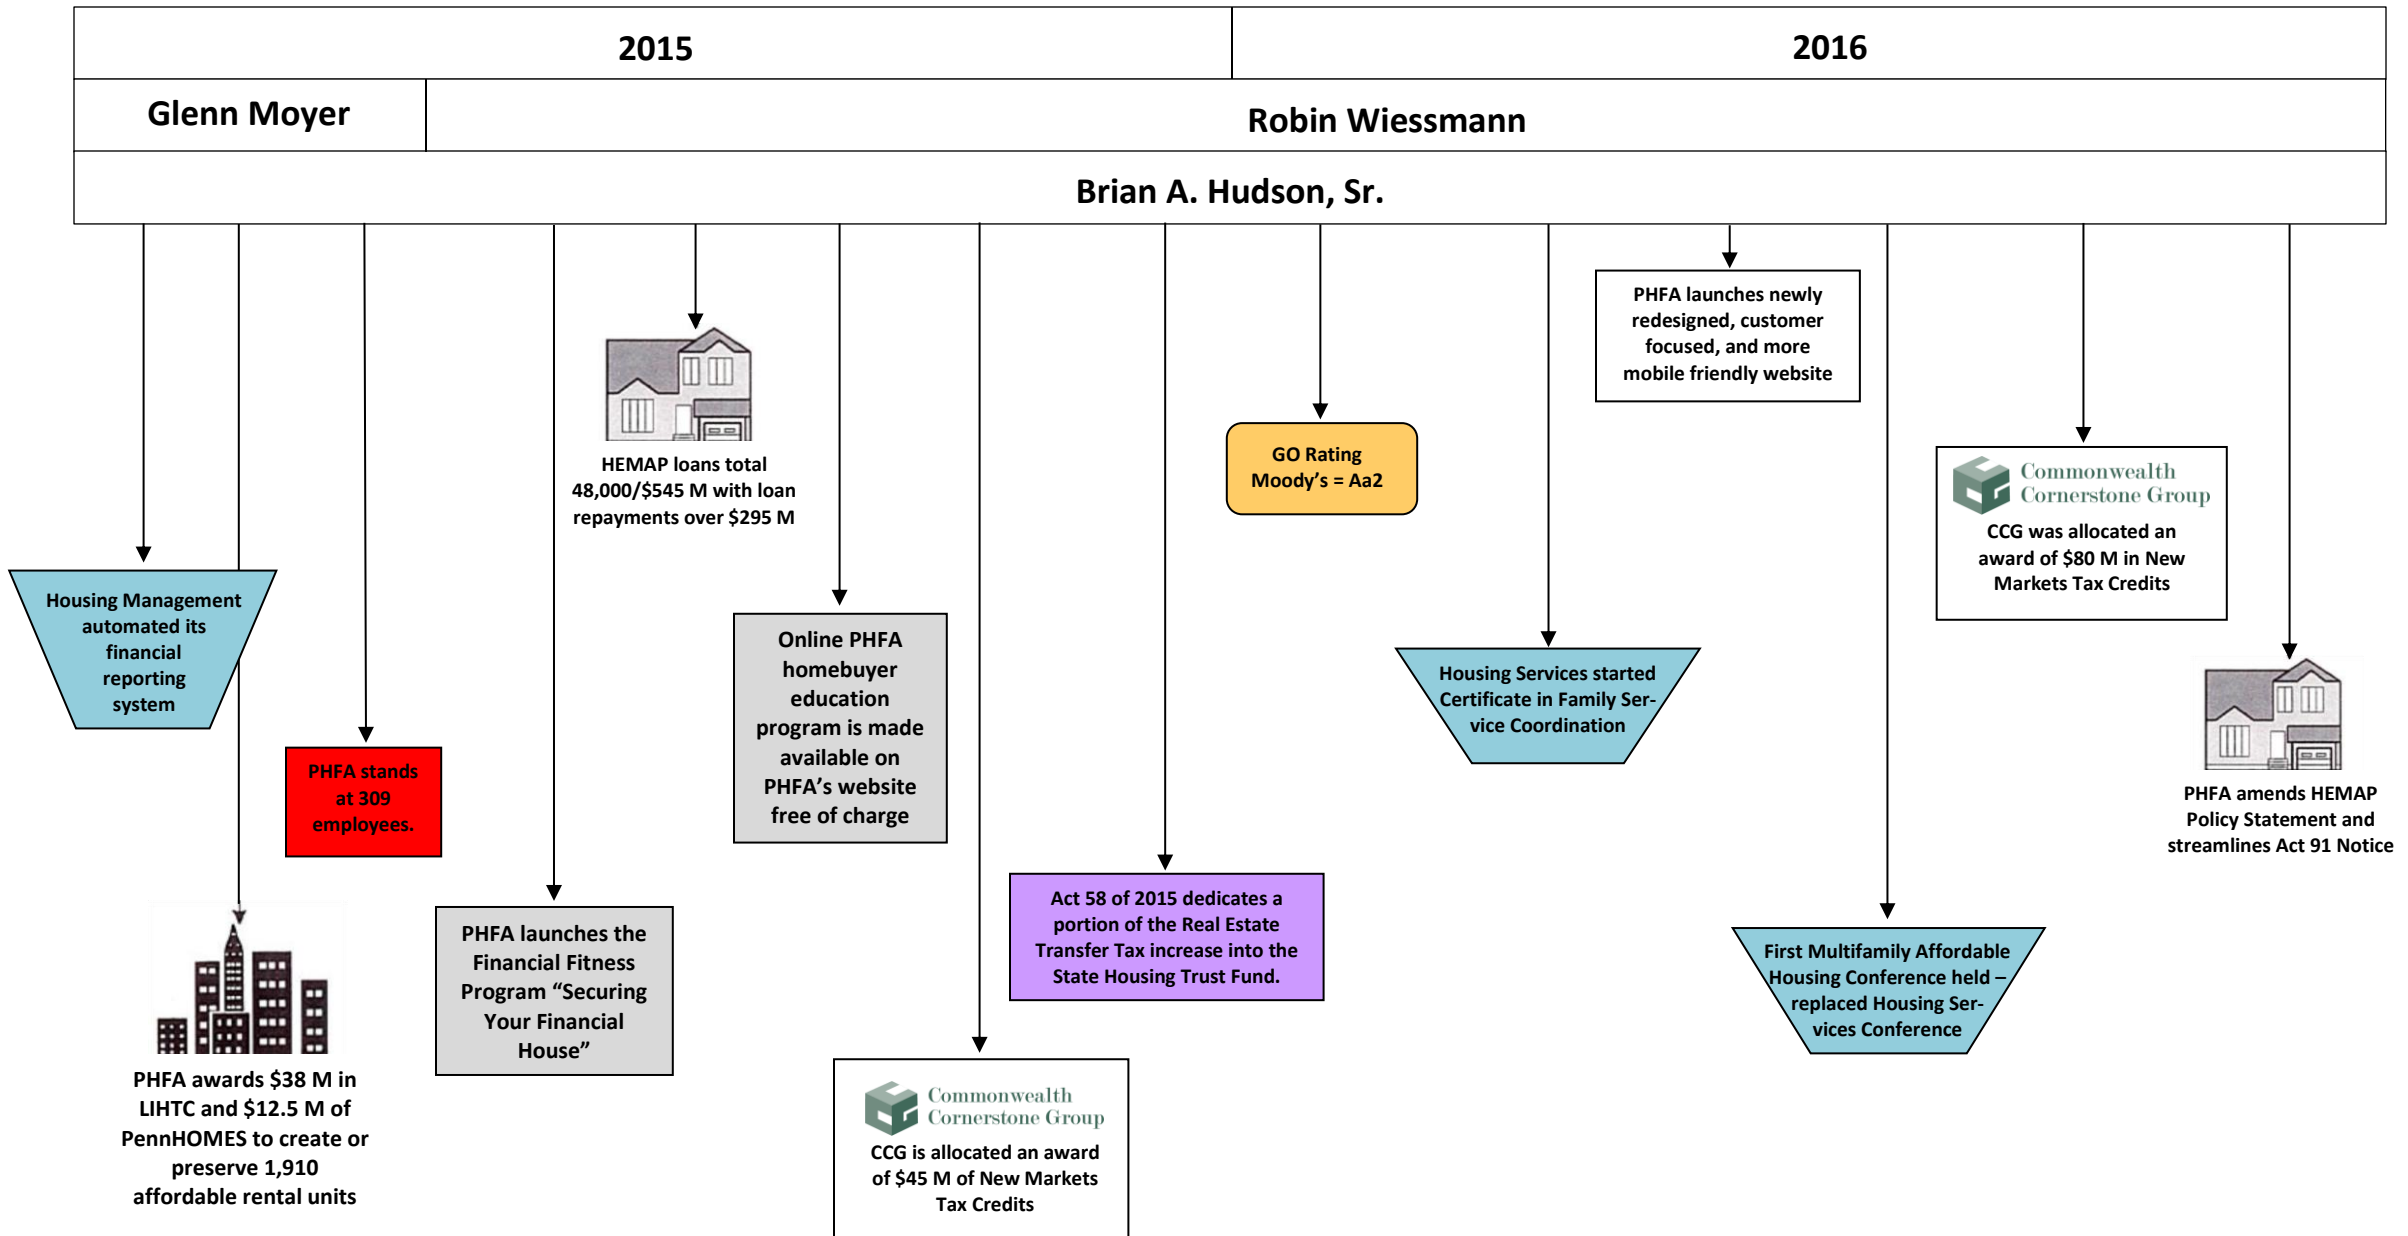 2015
2016
Glenn Moyer
Robin Wiessmann
Brian A. Hudson, Sr.
Housing Management
automated its
financial
reporting
system
PHFA awards $38 M in
LIHTC and $12.5 M of
PennHOMES to create or
preserve 1,910
affordable rental units
PHFA stands
at 309
employees.
PHFA launches the
Financial Fitness
Program “Securing
Your Financial
House”
HEMAP loans total
48,000/$545 M with loan
repayments over $295 M
Online PHFA
homebuyer
education
program is made
available on
PHFA’s website
free of charge
Commonwealth
Cornerstone Group
CCG is allocated an award
of $45 M of New Markets
Tax Credits
Act 58 of 2015 dedicates a
portion of the Real Estate
Transfer Tax increase into the
State Housing Trust Fund.
GO Rating
Moody’s = Aa2
Housing Services started
Certificate in Family Ser-
vice Coordination
PHFA launches newly
redesigned, customer
focused, and more
mobile friendly website
First Multifamily Affordable
Housing Conference held –
replaced Housing Ser-
vices Conference
Commonwealth
Cornerstone Group
CCG was allocated an
award of $80 M in New
Markets Tax Credits
PHFA amends HEMAP
Policy Statement and
streamlines Act 91 Notice